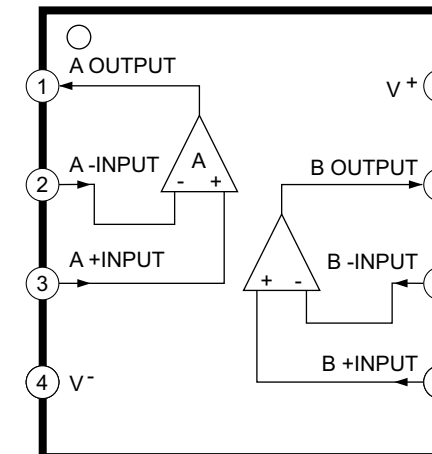 A OUTPUT
1
V+
A
A -INPUT
- +
2
B OUTPUT
A +INPUT
3
B -INPUT
+ -
B +INPUT
4 V-